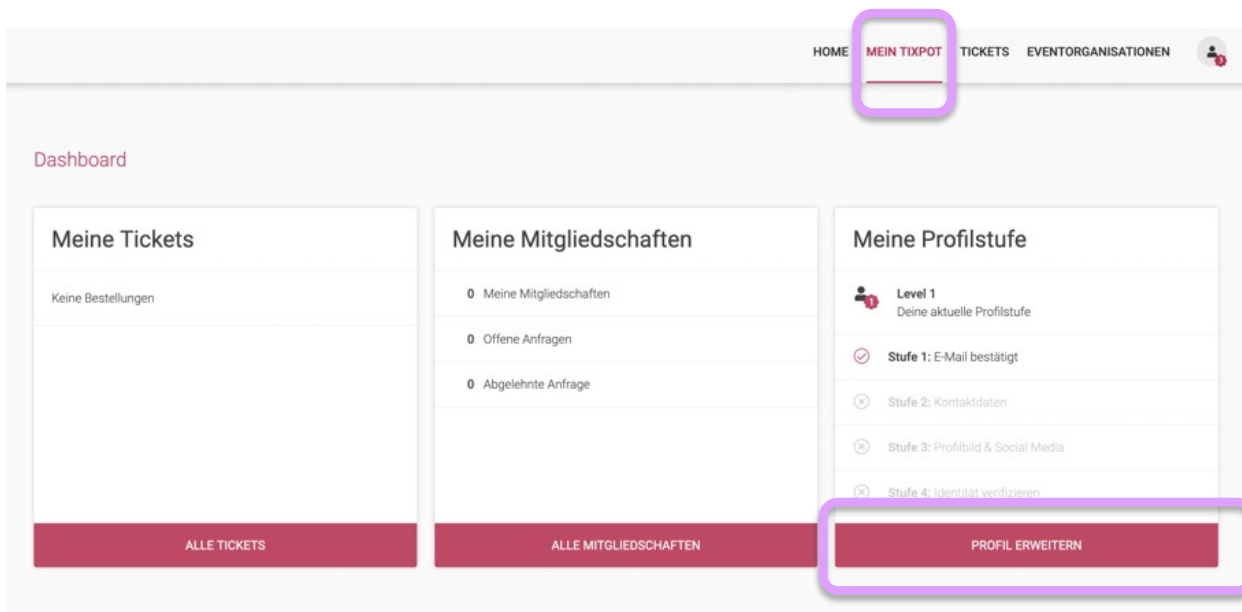 HOME MEIN TIXPOT TICKETS EVENTORGANISATIONEN
3
Dashboard
Meine Tickets
Keine Bestellungen
ALLE TICKETS
Meine Mitgliedschaften
0 Meine Mitgliedschaften
0 Offene Anfragen
0 Abgelehnte Anfrage
ALLE MITGLIEDSCHAFTEN
Meine Profilstufe
1
Level 1
Deine aktuelle Profilstufe
Stufe 1: E-Mail bestätigt
Stufe 2: Kontaktdaten
Stufe 3: Profilbild & Social Media
Stufe 4: Identität verifizieren
PROFIL ERWEITERN